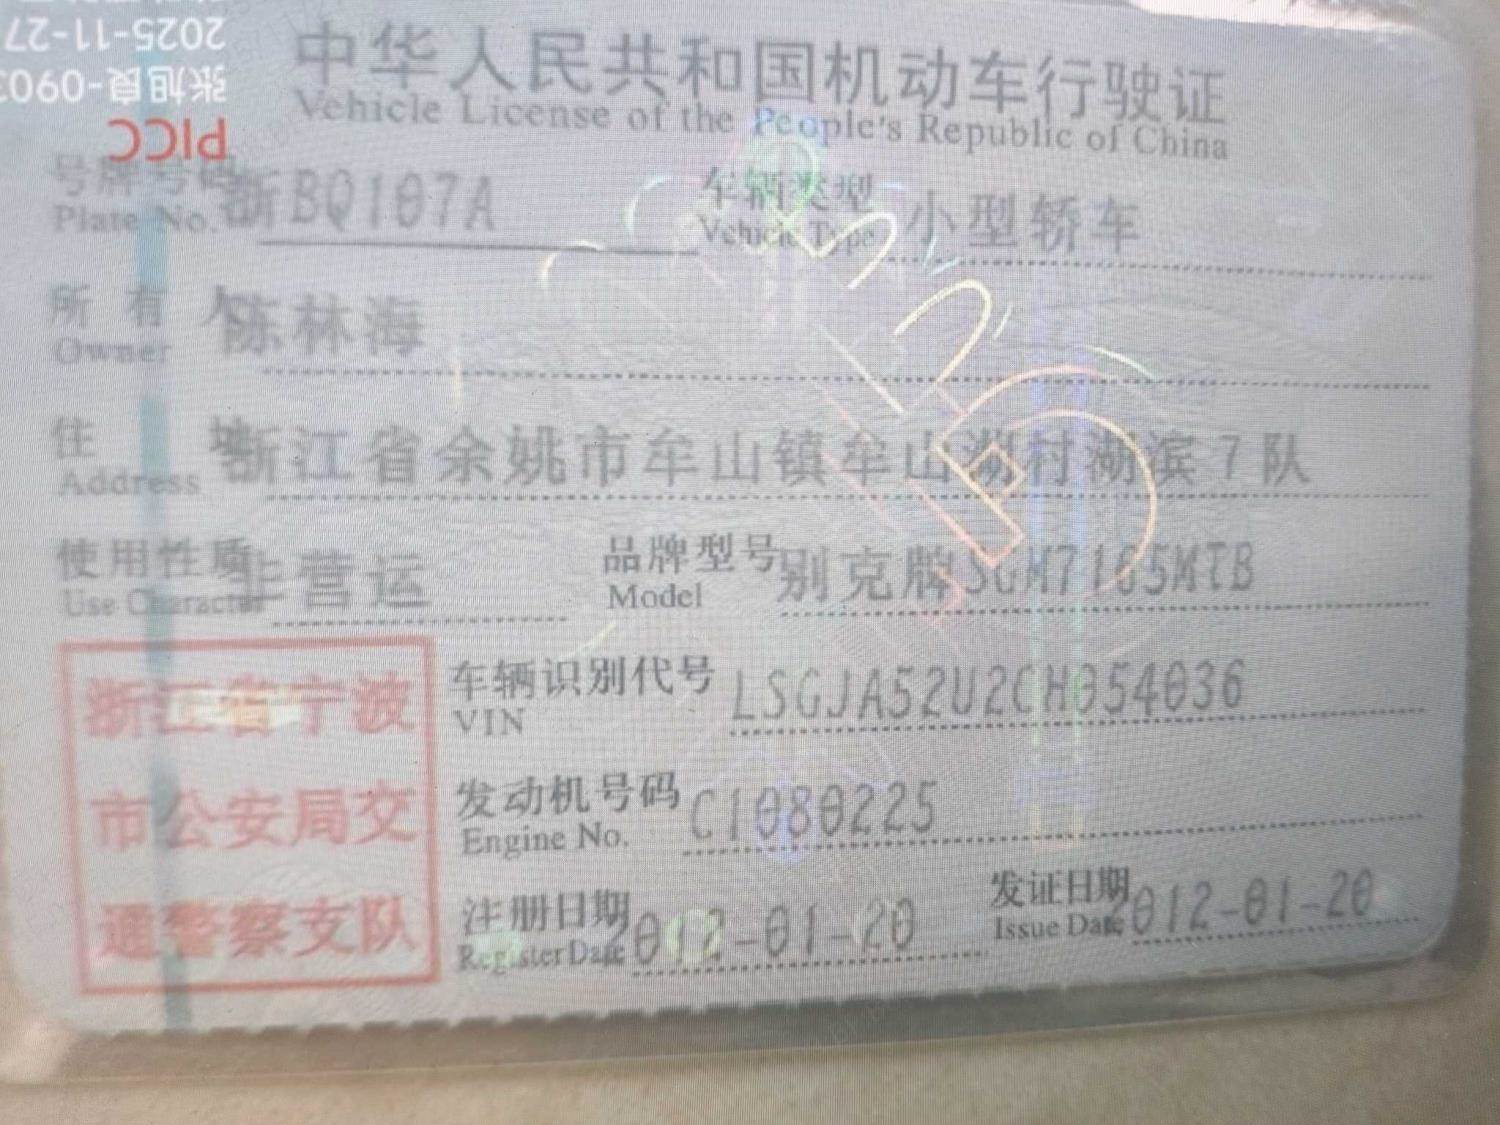 2025-11-27
张旭良-0903
PICC
中华人民共和国机动车行驶证
Vehicle License of the People's Republic of China
号牌号码 浙BQ107A 车辆类型 小型轿车
Plate No. Vehicle Type
所有人 陈林海
Owner
住址 浙江省余姚市牟山镇牟山湖村湖滨7队
Address
使用性质 非营运 品牌型号 别克牌SGM7165MTB
Use Character Model
浙江省宁波
市公安局交
通警察支队
车辆识别代号 LSGJA52U2CH054036
VIN
发动机号码 C1080225
Engine No.
注册日期 2012-01-20 发证日期 2012-01-20
Register Date Issue Date